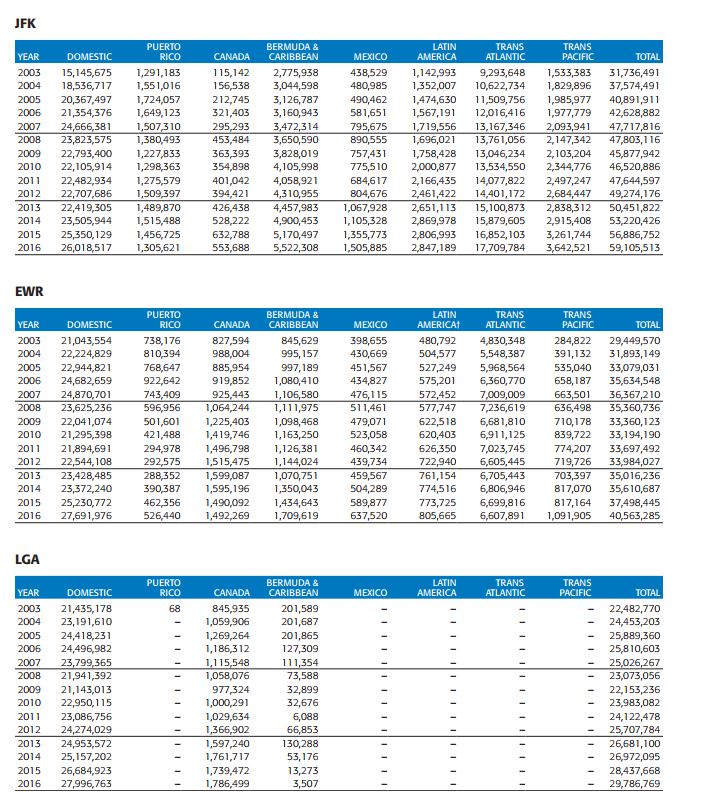 JFK
PUERTO BERMUDA & LATIN TRANS TRANS
YEAR DOMESTIC RICO CANADA CARIBBEAN MEXICO AMERICA ATLANTIC PACIFIC TOTAL
2003 15,145,675 1,291,183 115,142 2,775,938 438,529 1,142,993 9,293,648 1,533,383 31,736,491
2004 18,536,717 1,551,016 156,538 3,044,598 480,985 1,352,007 10,622,734 1,829,896 37,574,491
2005 20,367,497 1,724,057 212,745 3,126,787 490,462 1,474,630 11,509,756 1,985,977 40,891,911
2006 21,354,376 1,649,123 321,403 3,160,943 581,651 1,567,191 12,016,416 1,977,779 42,628,882
2007 24,666,381 1,507,310 295,293 3,472,314 795,675 1,719,556 13,167,346 2,093,941 47,717,816
2008 23,823,575 1,380,493 453,484 3,650,590 890,555 1,696,021 13,761,056 2,147,342 47,803,116
2009 22,793,400 1,227,833 363,393 3,828,019 757,431 1,758,428 13,046,234 2,103,204 45,877,942
2010 22,105,914 1,298,363 354,898 4,105,998 775,510 2,000,877 13,534,550 2,344,776 46,520,886
2011 22,482,934 1,275,579 401,042 4,058,921 684,617 2,166,435 14,077,822 2,497,247 47,644,597
2012 22,707,686 1,509,397 394,421 4,310,955 804,676 2,461,422 14,401,172 2,684,447 49,274,176
2013 22,419,305 1,489,870 426,438 4,457,983 1,067,928 2,651,113 15,100,873 2,838,312 50,451,822
2014 23,505,944 1,515,488 528,222 4,900,453 1,105,328 2,869,978 15,879,605 2,915,408 53,220,426
2015 25,350,129 1,456,725 632,788 5,170,497 1,355,773 2,806,993 16,852,103 3,261,744 56,886,752
2016 26,018,517 1,305,621 553,688 5,522,308 1,505,885 2,847,189 17,709,784 3,642,521 59,105,513
EWR
PUERTO BERMUDA & LATIN TRANS TRANS
YEAR DOMESTIC RICO CANADA CARIBBEAN MEXICO AMERICA† ATLANTIC PACIFIC TOTAL
2003 21,043,554 738,176 827,594 845,629 398,655 480,792 4,830,348 284,822 29,449,570
2004 22,224,829 810,394 988,004 995,157 430,669 504,577 5,548,387 391,132 31,893,149
2005 22,944,821 768,647 885,954 997,189 451,567 527,249 5,968,564 535,040 33,079,031
2006 24,682,659 922,642 919,852 1,080,410 434,827 575,201 6,360,770 658,187 35,634,548
2007 24,870,701 743,409 925,443 1,106,580 476,115 572,452 7,009,009 663,501 36,367,210
2008 23,625,236 596,956 1,064,244 1,111,975 511,461 577,747 7,236,619 636,498 35,360,736
2009 22,041,074 501,601 1,225,403 1,098,468 479,071 622,518 6,681,810 710,178 33,360,123
2010 21,295,398 421,488 1,419,746 1,163,250 523,058 620,403 6,911,125 839,722 33,194,190
2011 21,894,691 294,978 1,496,798 1,126,381 460,342 626,350 7,023,745 774,207 33,697,492
2012 22,544,108 292,575 1,515,475 1,144,024 439,734 722,940 6,605,445 719,726 33,984,027
2013 23,428,485 288,352 1,599,087 1,070,751 459,567 761,154 6,705,443 703,397 35,016,236
2014 23,372,240 390,387 1,595,196 1,350,043 504,289 774,516 6,806,946 817,070 35,610,687
2015 25,230,772 462,356 1,490,092 1,434,643 589,877 773,725 6,699,816 817,164 37,498,445
2016 27,691,976 526,440 1,492,269 1,709,619 637,520 805,665 6,607,891 1,091,905 40,563,285
LGA
PUERTO BERMUDA & LATIN TRANS TRANS
YEAR DOMESTIC RICO CANADA CARIBBEAN MEXICO AMERICA ATLANTIC PACIFIC TOTAL
2003 21,435,178 68 845,935 201,589 – – – – 22,482,770
2004 23,191,610 – 1,059,906 201,687 – – – – 24,453,203
2005 24,418,231 – 1,269,264 201,865 – – – – 25,889,360
2006 24,496,982 – 1,186,312 127,309 – – – – 25,810,603
2007 23,799,365 – 1,115,548 111,354 – – – – 25,026,267
2008 21,941,392 – 1,058,076 73,588 – – – – 23,073,056
2009 21,143,013 – 977,324 32,899 – – – – 22,153,236
2010 22,950,115 – 1,000,291 32,676 – – – – 23,983,082
2011 23,086,756 – 1,029,634 6,088 – – – – 24,122,478
2012 24,274,029 – 1,366,902 66,853 – – – – 25,707,784
2013 24,953,572 – 1,597,240 130,288 – – – – 26,681,100
2014 25,157,202 – 1,761,717 53,176 – – – – 26,972,095
2015 26,684,923 – 1,739,472 13,273 – – – – 28,437,668
2016 27,996,763 – 1,786,499 3,507 – – – – 29,786,769